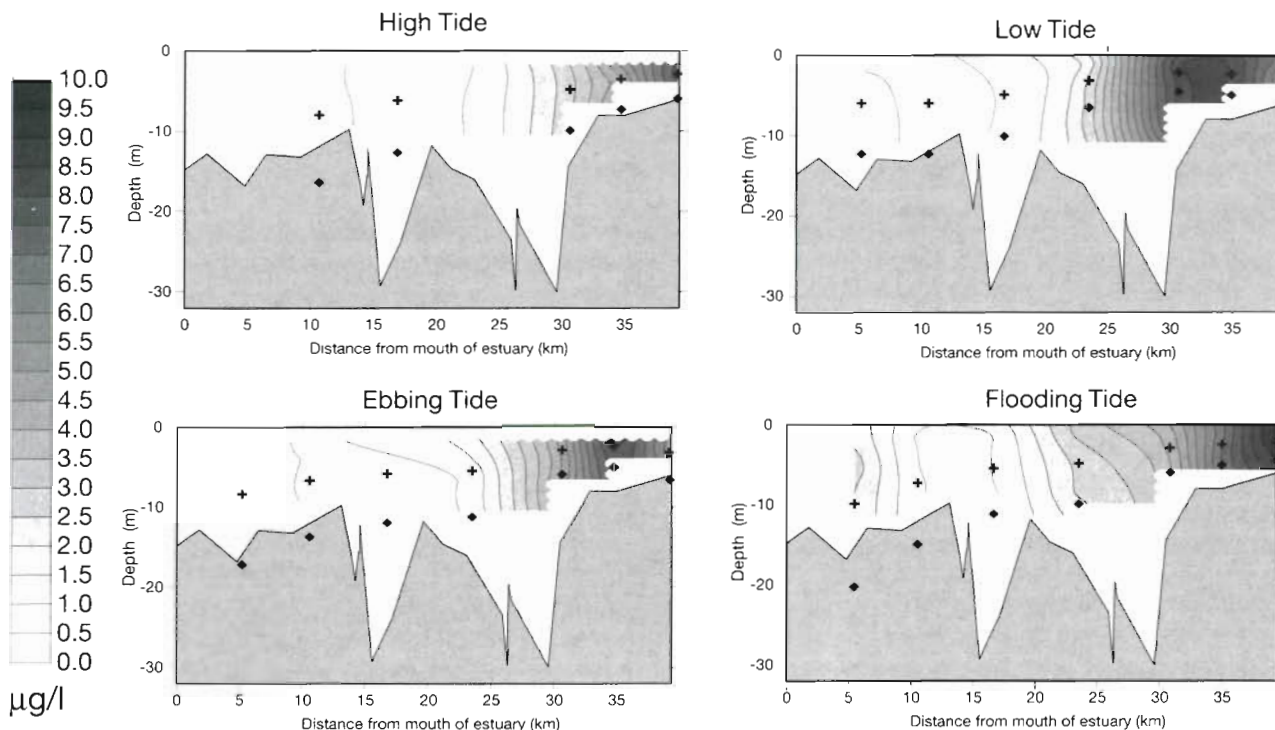 High Tide
0
-10
-20
-30
Depth (m)
0 5 10 15 20 25 30 35
Distance from mouth of estuary (km)
Low Tide
0
-10
-20
-30
Depth (m)
0 5 10 15 20 25 30 35
Distance from mouth of estuary (km)
10.0
9.5
9.0
8.5
8.0
7.5
7.0
6.5
6.0
5.5
5.0
4.5
4.0
3.5
3.0
2.5
2.0
1.5
1.0
0.5
0.0
µg/l
Ebbing Tide
0
-10
-20
-30
Depth (m)
0 5 10 15 20 25 30 35
Distance from mouth of estuary (km)
Flooding Tide
0
-10
-20
-30
Depth (m)
0 5 10 15 20 25 30 35
Distance from mouth of estuary (km)